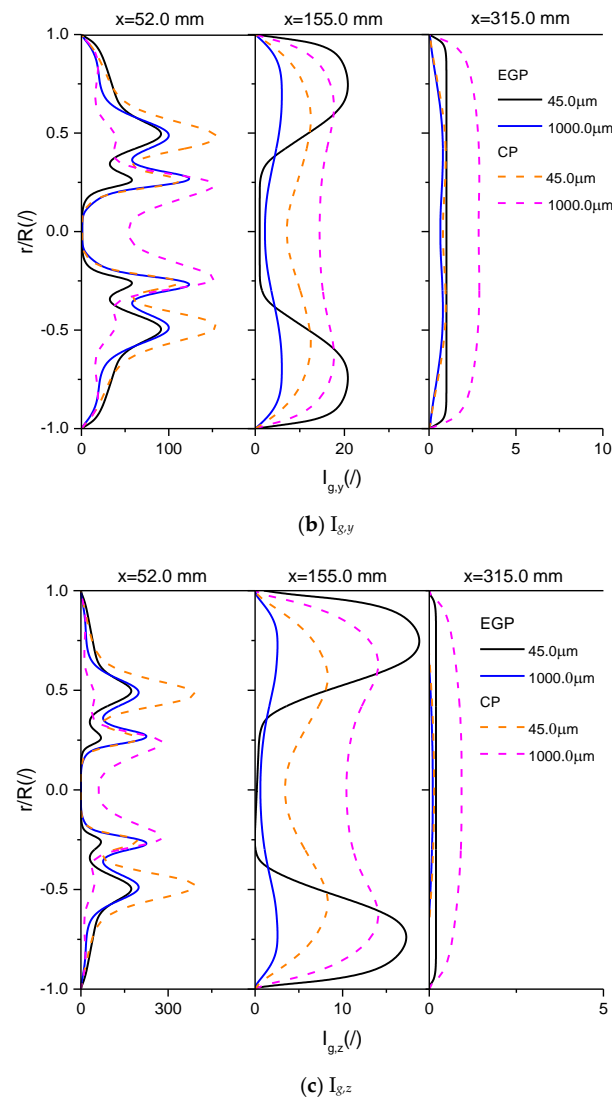 x=52.0 mm x=155.0 mm x=315.0 mm
1.0
0.5
0.0
-0.5
-1.0
r/R(/)
EGP
45.0μm
1000.0μm
CP
45.0μm
1000.0μm
0 100 0 20 0 5 10
I_g,y(/)
(b) I_g,y
x=52.0 mm x=155.0 mm x=315.0 mm
1.0
0.5
0.0
-0.5
-1.0
r/R(/)
EGP
45.0μm
1000.0μm
CP
45.0μm
1000.0μm
0 300 0 10 0 5
I_g,z(/)
(c) I_g,z